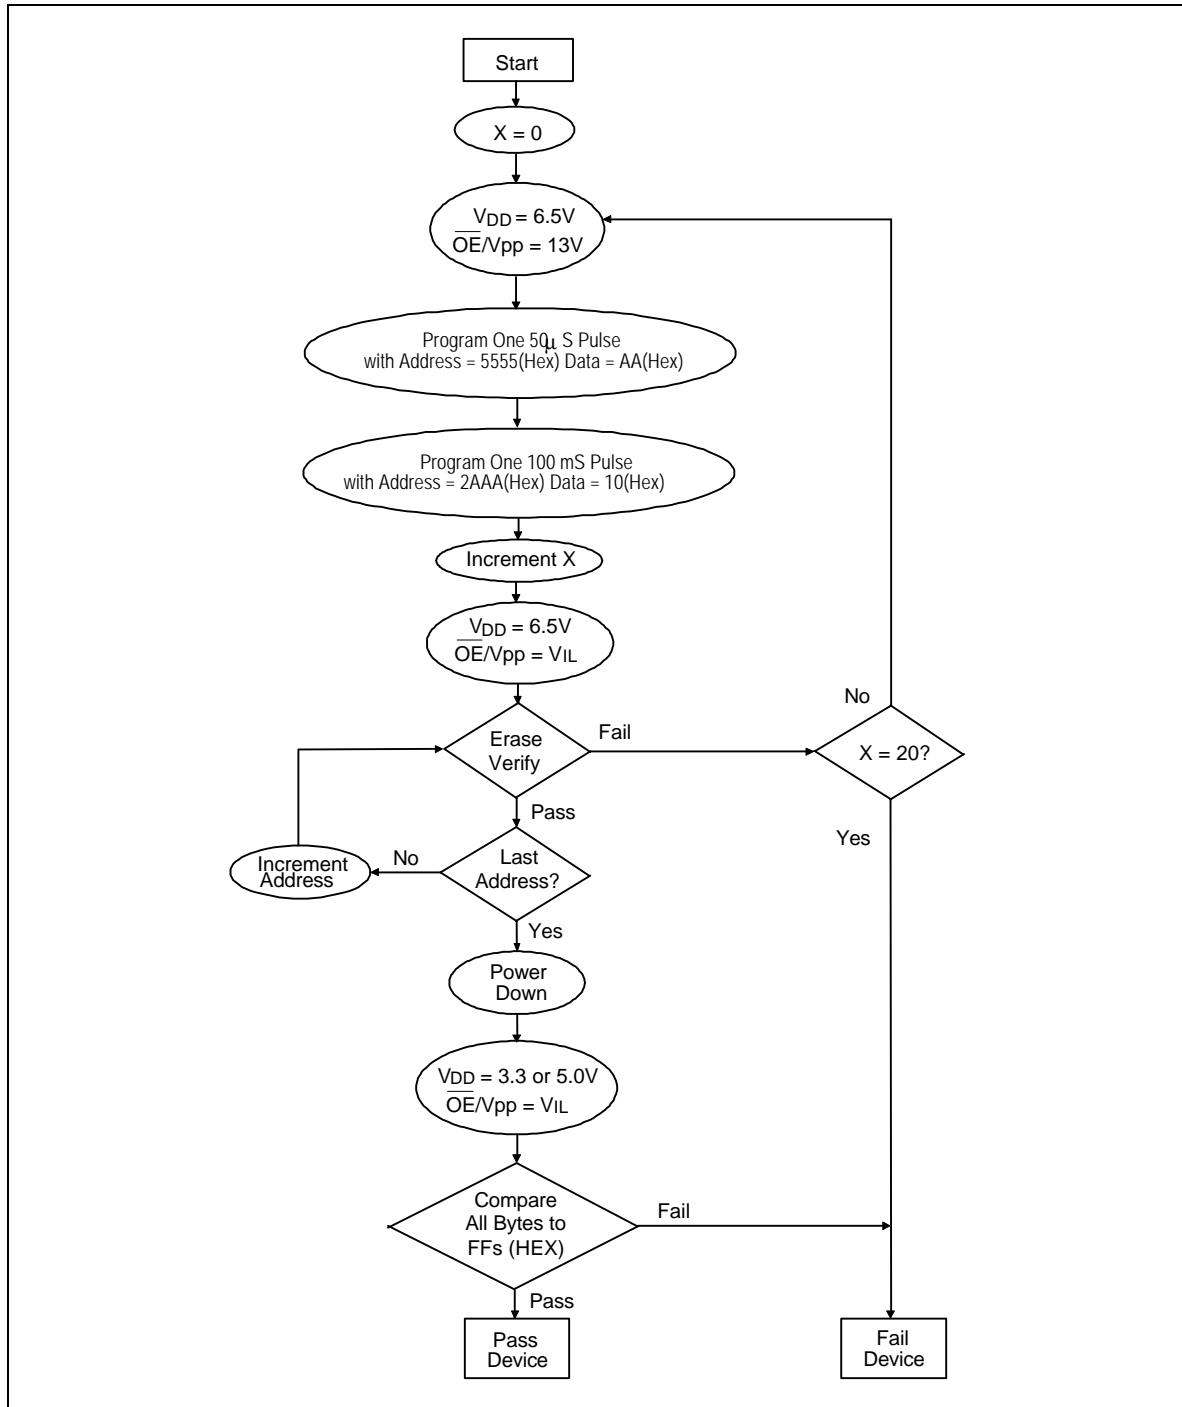 Start
X = 0
VDD = 6.5V
OE/Vpp = 13V
Program One 50μ S Pulse
with Address = 5555(Hex) Data = AA(Hex)
Program One 100 mS Pulse
with Address = 2AAA(Hex) Data = 10(Hex)
Increment X
VDD = 6.5V
OE/Vpp = VIL
Erase
Verify
Fail
X = 20?
No
Yes
Pass
Last
Address?
No
Increment
Address
Yes
Power
Down
VDD = 3.3 or 5.0V
OE/Vpp = VIL
Compare
All Bytes to
FFs (HEX)
Fail
Pass
Pass
Device
Fail
Device